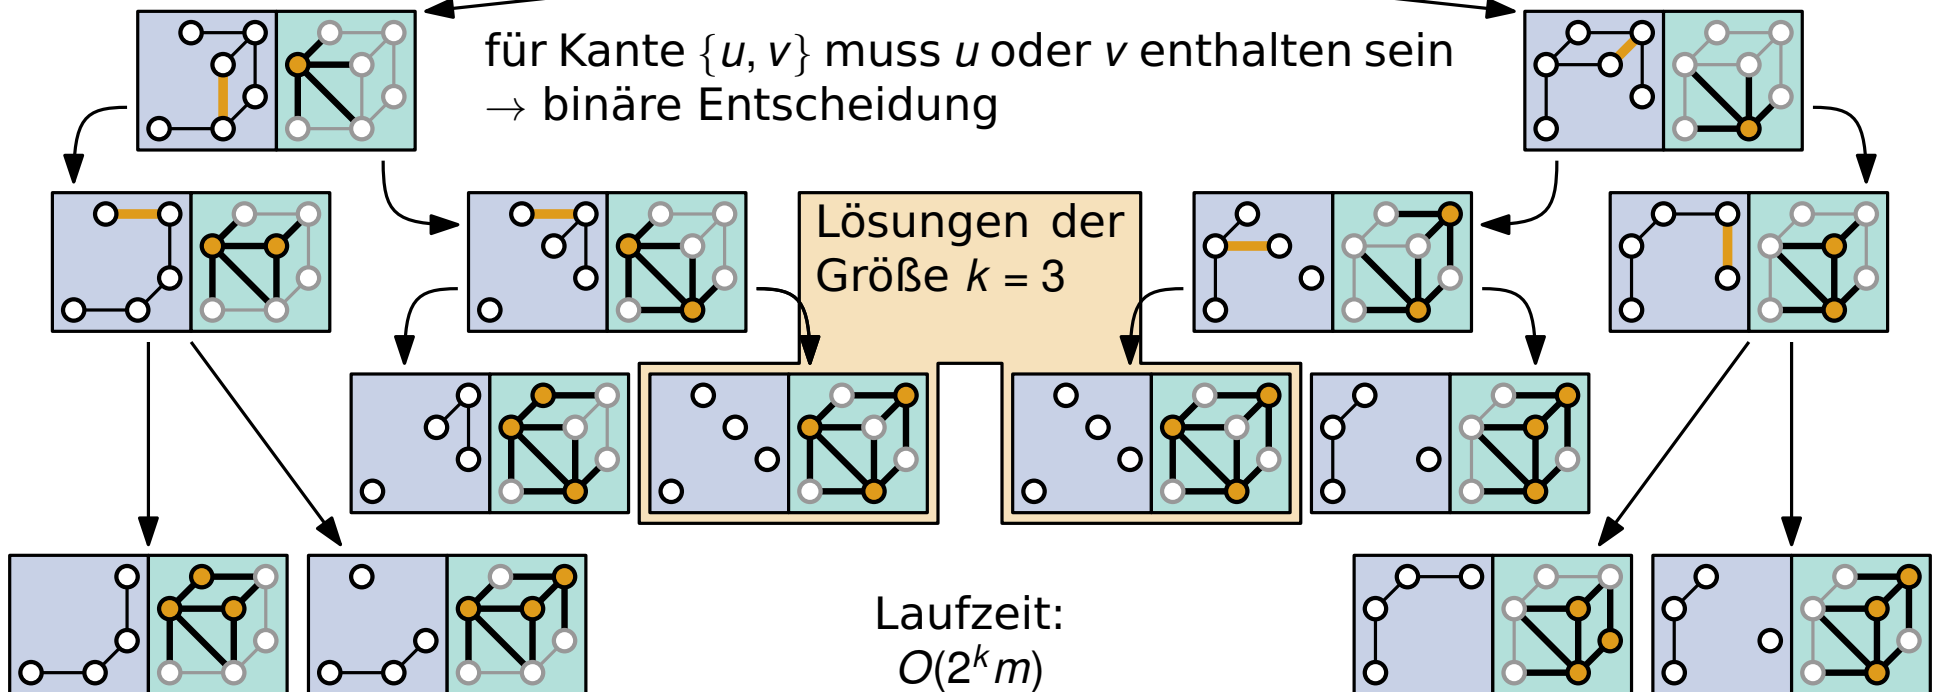 für Kante {u, v} muss u oder v enthalten sein
→ binäre Entscheidung
Lösungen der
Größe k = 3
Laufzeit:
O(2^k m)